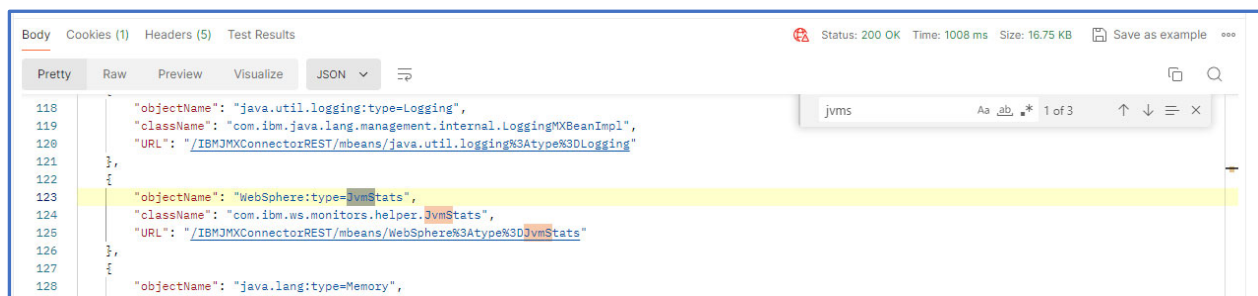 Body Cookies (1) Headers (5) Test Results Status: 200 OK Time: 1008 ms Size: 16.75 KB Save as example
Pretty Raw Preview Visualize JSON
jvms Aa ab, .* 1 of 3
118 "objectName": "java.util.logging:type=Logging",
119 "className": "com.ibm.java.lang.management.internal.LoggingMXBeanImpl",
120 "URL": "/IBMJMXConnectorREST/mbeans/java.util.logging%3Atype%3DLogging"
121 },
122 {
123 "objectName": "WebSphere:type=JvmStats",
124 "className": "com.ibm.ws.monitors.helper.JvmStats",
125 "URL": "/IBMJMXConnectorREST/mbeans/WebSphere%3Atype%3DJvmStats"
126 },
127 {
128 "objectName": "java.lang:type=Memory",